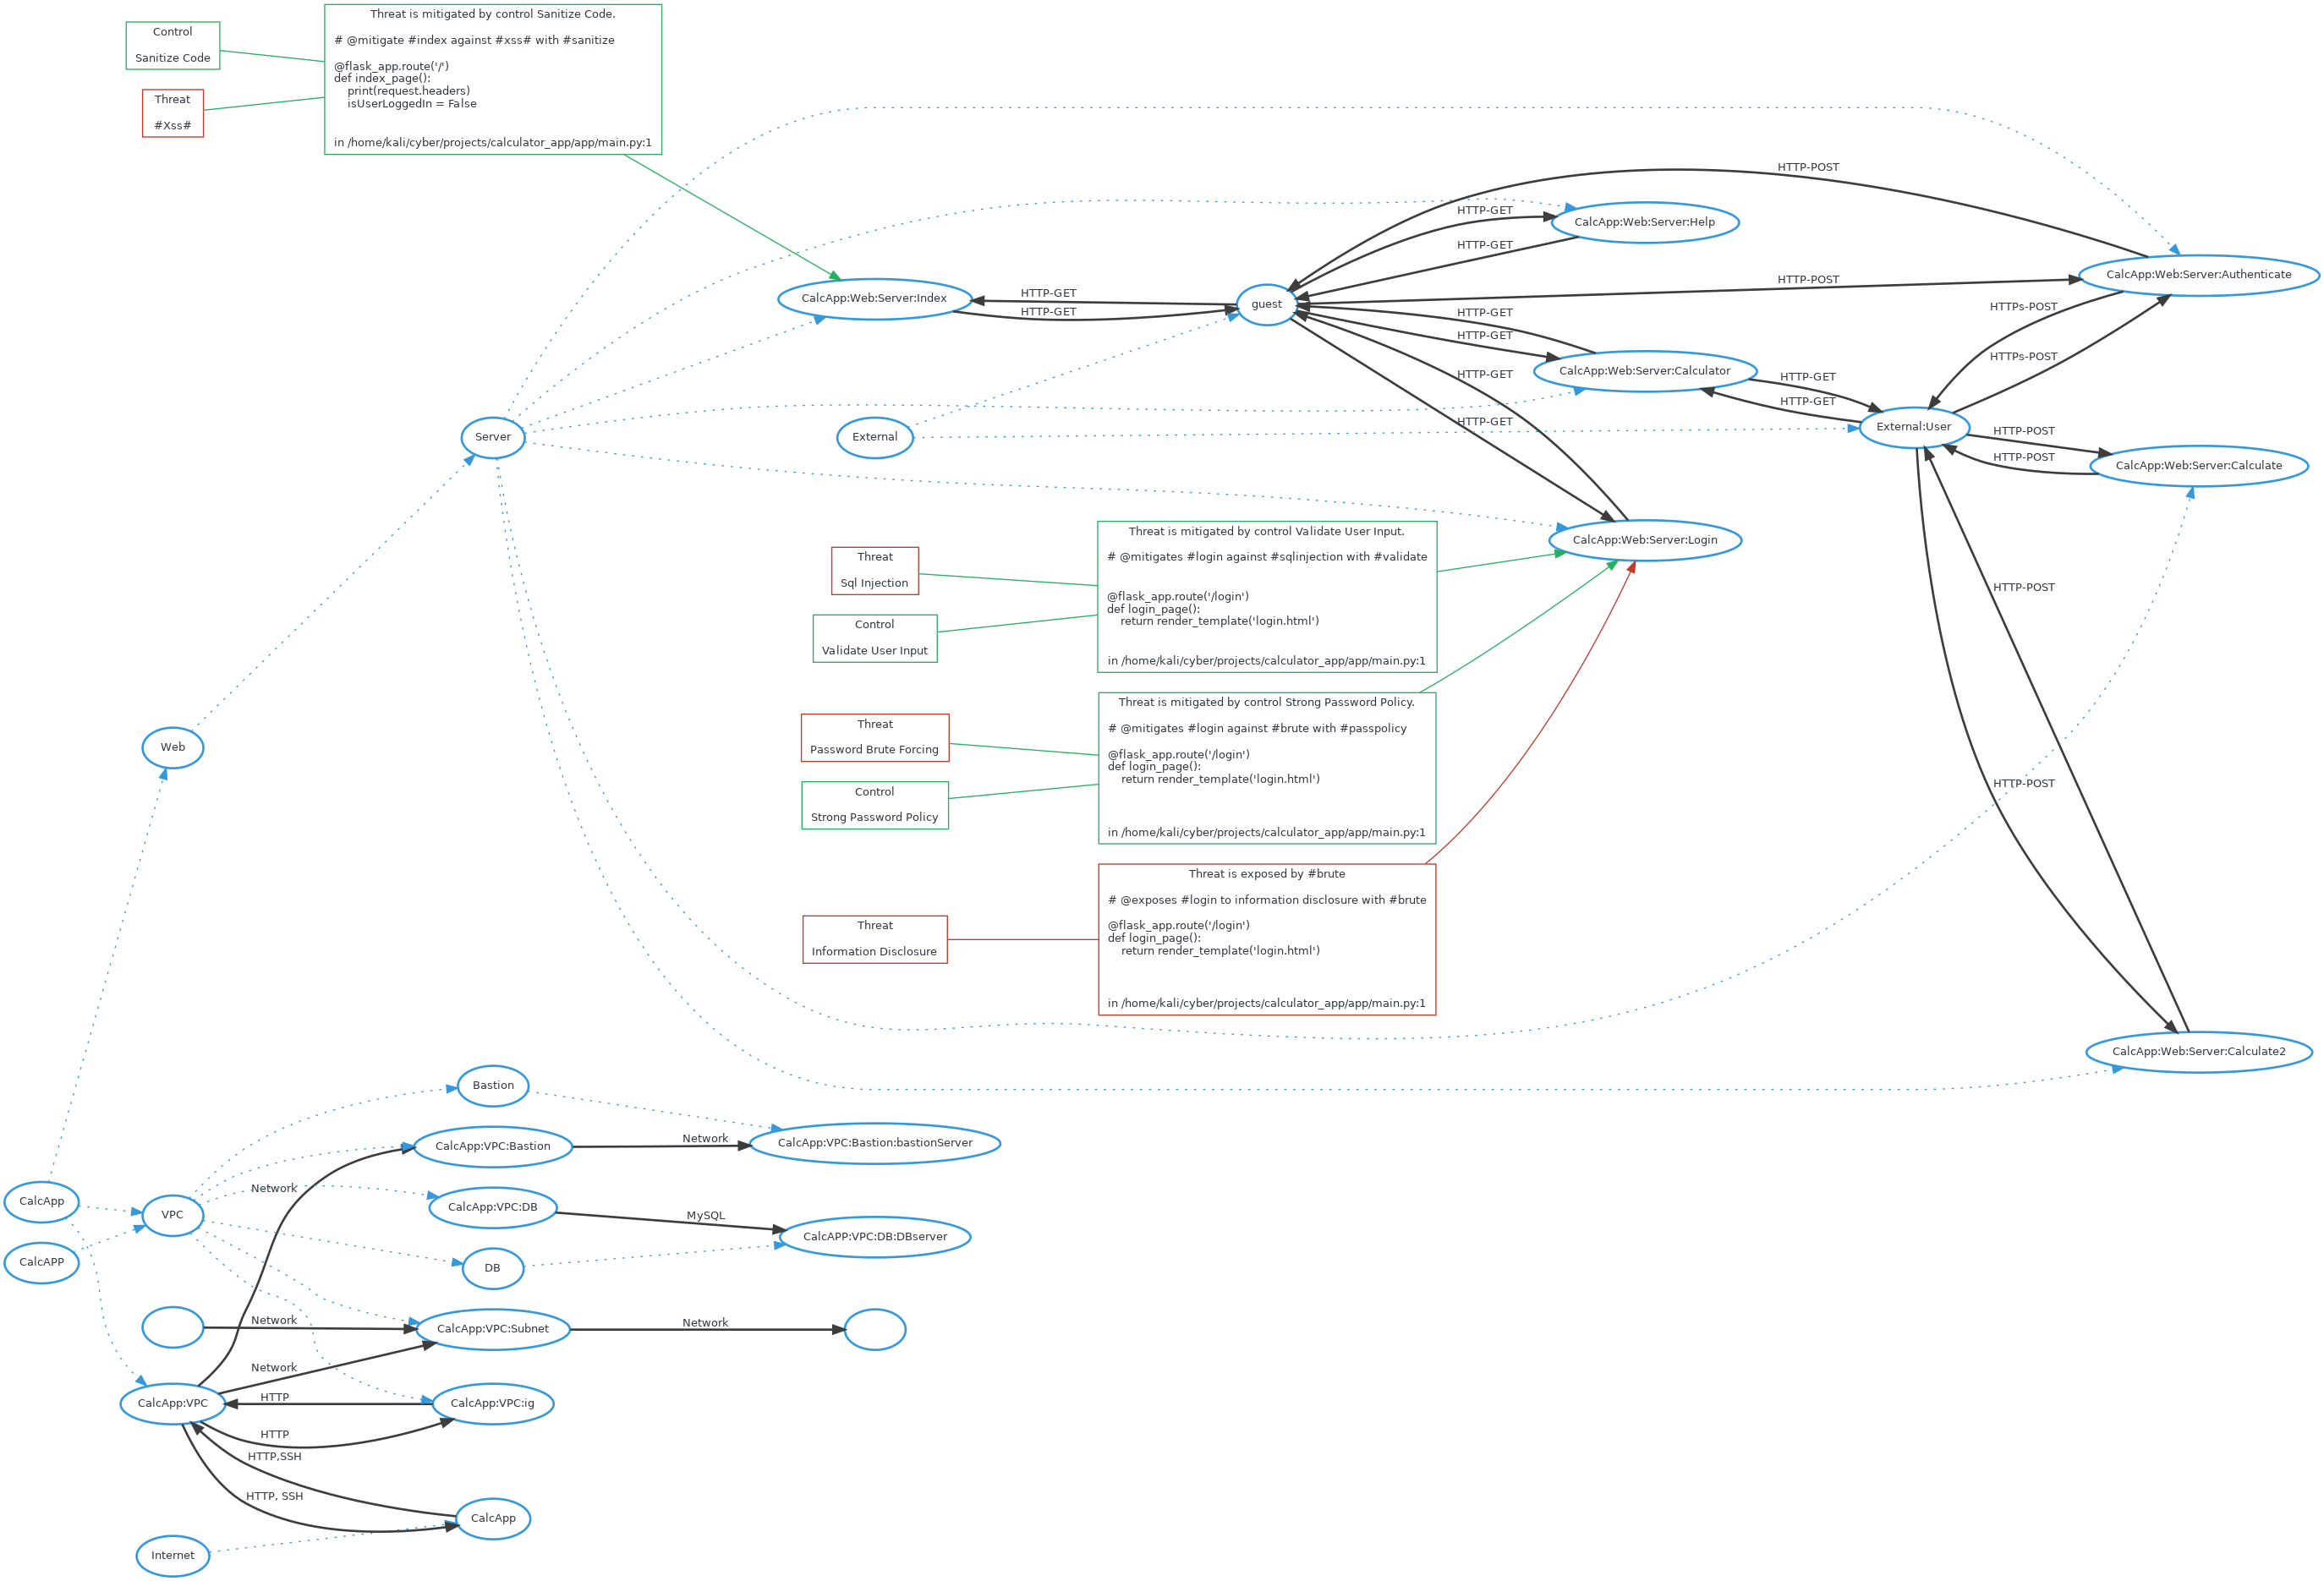 Control
Sanitize Code
Threat
#Xss#
Threat is mitigated by control Sanitize Code.
# @mitigate #index against #xss# with #sanitize
@flask_app.route('/')
def index_page():
    print(request.headers)
    isUserLoggedIn = False
in /home/kali/cyber/projects/calculator_app/app/main.py:1
HTTP-POST
HTTP-GET
CalcApp:Web:Server:Help
HTTP-GET
CalcApp:Web:Server:Authenticate
HTTP-POST
CalcApp:Web:Server:Index
HTTP-GET
HTTP-GET
guest
HTTP-GET
HTTP-GET
HTTPs-POST
HTTPs-POST
CalcApp:Web:Server:Calculator
HTTP-GET
HTTP-GET
HTTP-GET
HTTP-GET
Server
External
External:User
HTTP-POST
HTTP-POST
CalcApp:Web:Server:Calculate
CalcApp:Web:Server:Login
Threat
Sql Injection
Control
Validate User Input
Threat is mitigated by control Validate User Input.
# @mitigates #login against #sqlinjection with #validate
@flask_app.route('/login')
def login_page():
    return render_template('login.html')
in /home/kali/cyber/projects/calculator_app/app/main.py:1
HTTP-POST
Web
Threat
Password Brute Forcing
Control
Strong Password Policy
Threat is mitigated by control Strong Password Policy.
# @mitigates #login against #brute with #passpolicy
@flask_app.route('/login')
def login_page():
    return render_template('login.html')
in /home/kali/cyber/projects/calculator_app/app/main.py:1
HTTP-POST
Threat
Information Disclosure
Threat is exposed by #brute
# @exposes #login to information disclosure with #brute
@flask_app.route('/login')
def login_page():
    return render_template('login.html')
in /home/kali/cyber/projects/calculator_app/app/main.py:1
CalcApp:Web:Server:Calculate2
Bastion
CalcApp:VPC:Bastion
Network
CalcApp:VPC:Bastion:bastionServer
CalcApp
VPC
Network
CalcApp:VPC:DB
MySQL
CalcAPP:VPC:DB:DBserver
CalcAPP
DB
Network
CalcApp:VPC:Subnet
Network
Network
CalcApp:VPC
HTTP
CalcApp:VPC:ig
HTTP
HTTP,SSH
HTTP, SSH
CalcApp
Internet